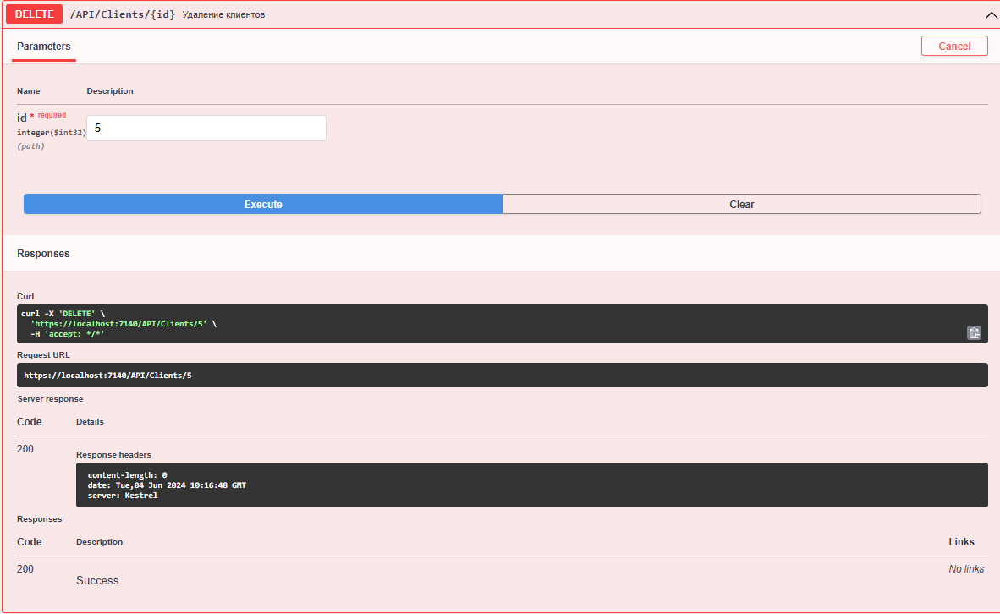 DELETE /API/Clients/{id} Удаление клиентов
Parameters Cancel
Name Description
id * required
integer($int32)
(path)
5
Execute Clear
Responses
Curl
curl -X 'DELETE' \
'https://localhost:7140/API/Clients/5' \
-H 'accept: */*'
Request URL
https://localhost:7140/API/Clients/5
Server response
Code Details
200
Response headers
content-length: 0
date: Tue,04 Jun 2024 10:16:48 GMT
server: Kestrel
Responses
Code Description Links
200 No links
Success